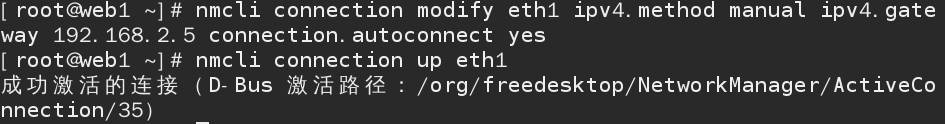 [root@web1 ~]# nmcli connection modify eth1 ipv4.method manual ipv4.gate
way 192.168.2.5 connection.autoconnect yes
[root@web1 ~]# nmcli connection up eth1
成功激活的连接（D-Bus 激活路径：/org/freedesktop/NetworkManager/ActiveCo
nnection/35）